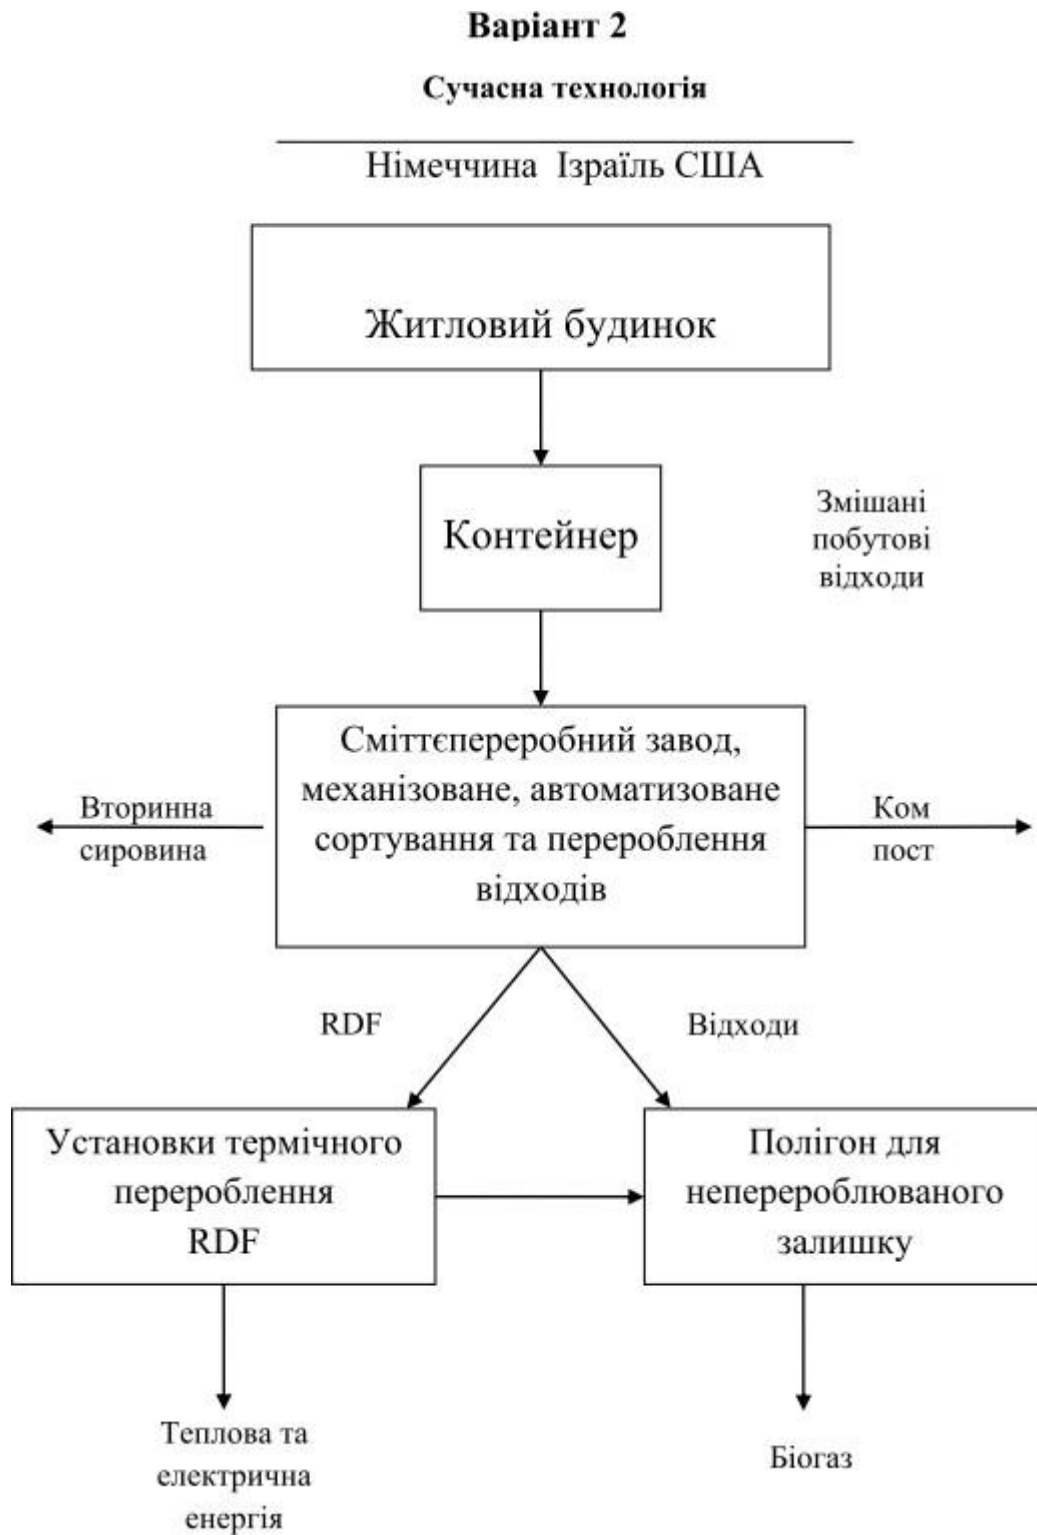 Варіант 2
Сучасна технологія
Німеччина Ізраїль США
Житловий будинок
Контейнер
Змішані
побутові
відходи
Сміттєпереробний завод,
механізоване, автоматизоване
сортування та перероблення
відходів
Вторинна
сировина
Ком
пост
RDF
Відходи
Установки термічного
перероблення
RDF
Полігон для
неперероблюваного
залишку
Теплова та
електрична
енергія
Біогаз